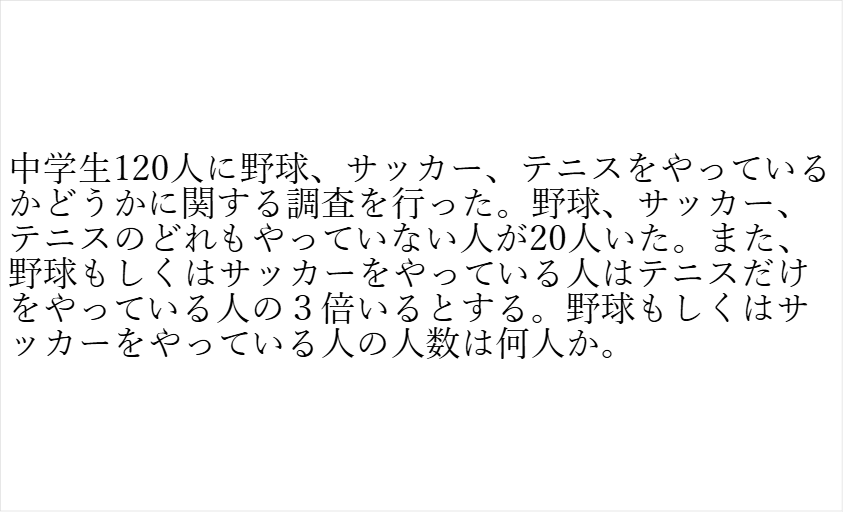 中学生120人に野球、サッカー、テニスをやっている
かどうかに関する調査を行った。野球、サッカー、
テニスのどれもやっていない人が20人いた。また、
野球もしくはサッカーをやっている人はテニスだけ
をやっている人の３倍いるとする。野球もしくはサ
ッカーをやっている人の人数は何人か。